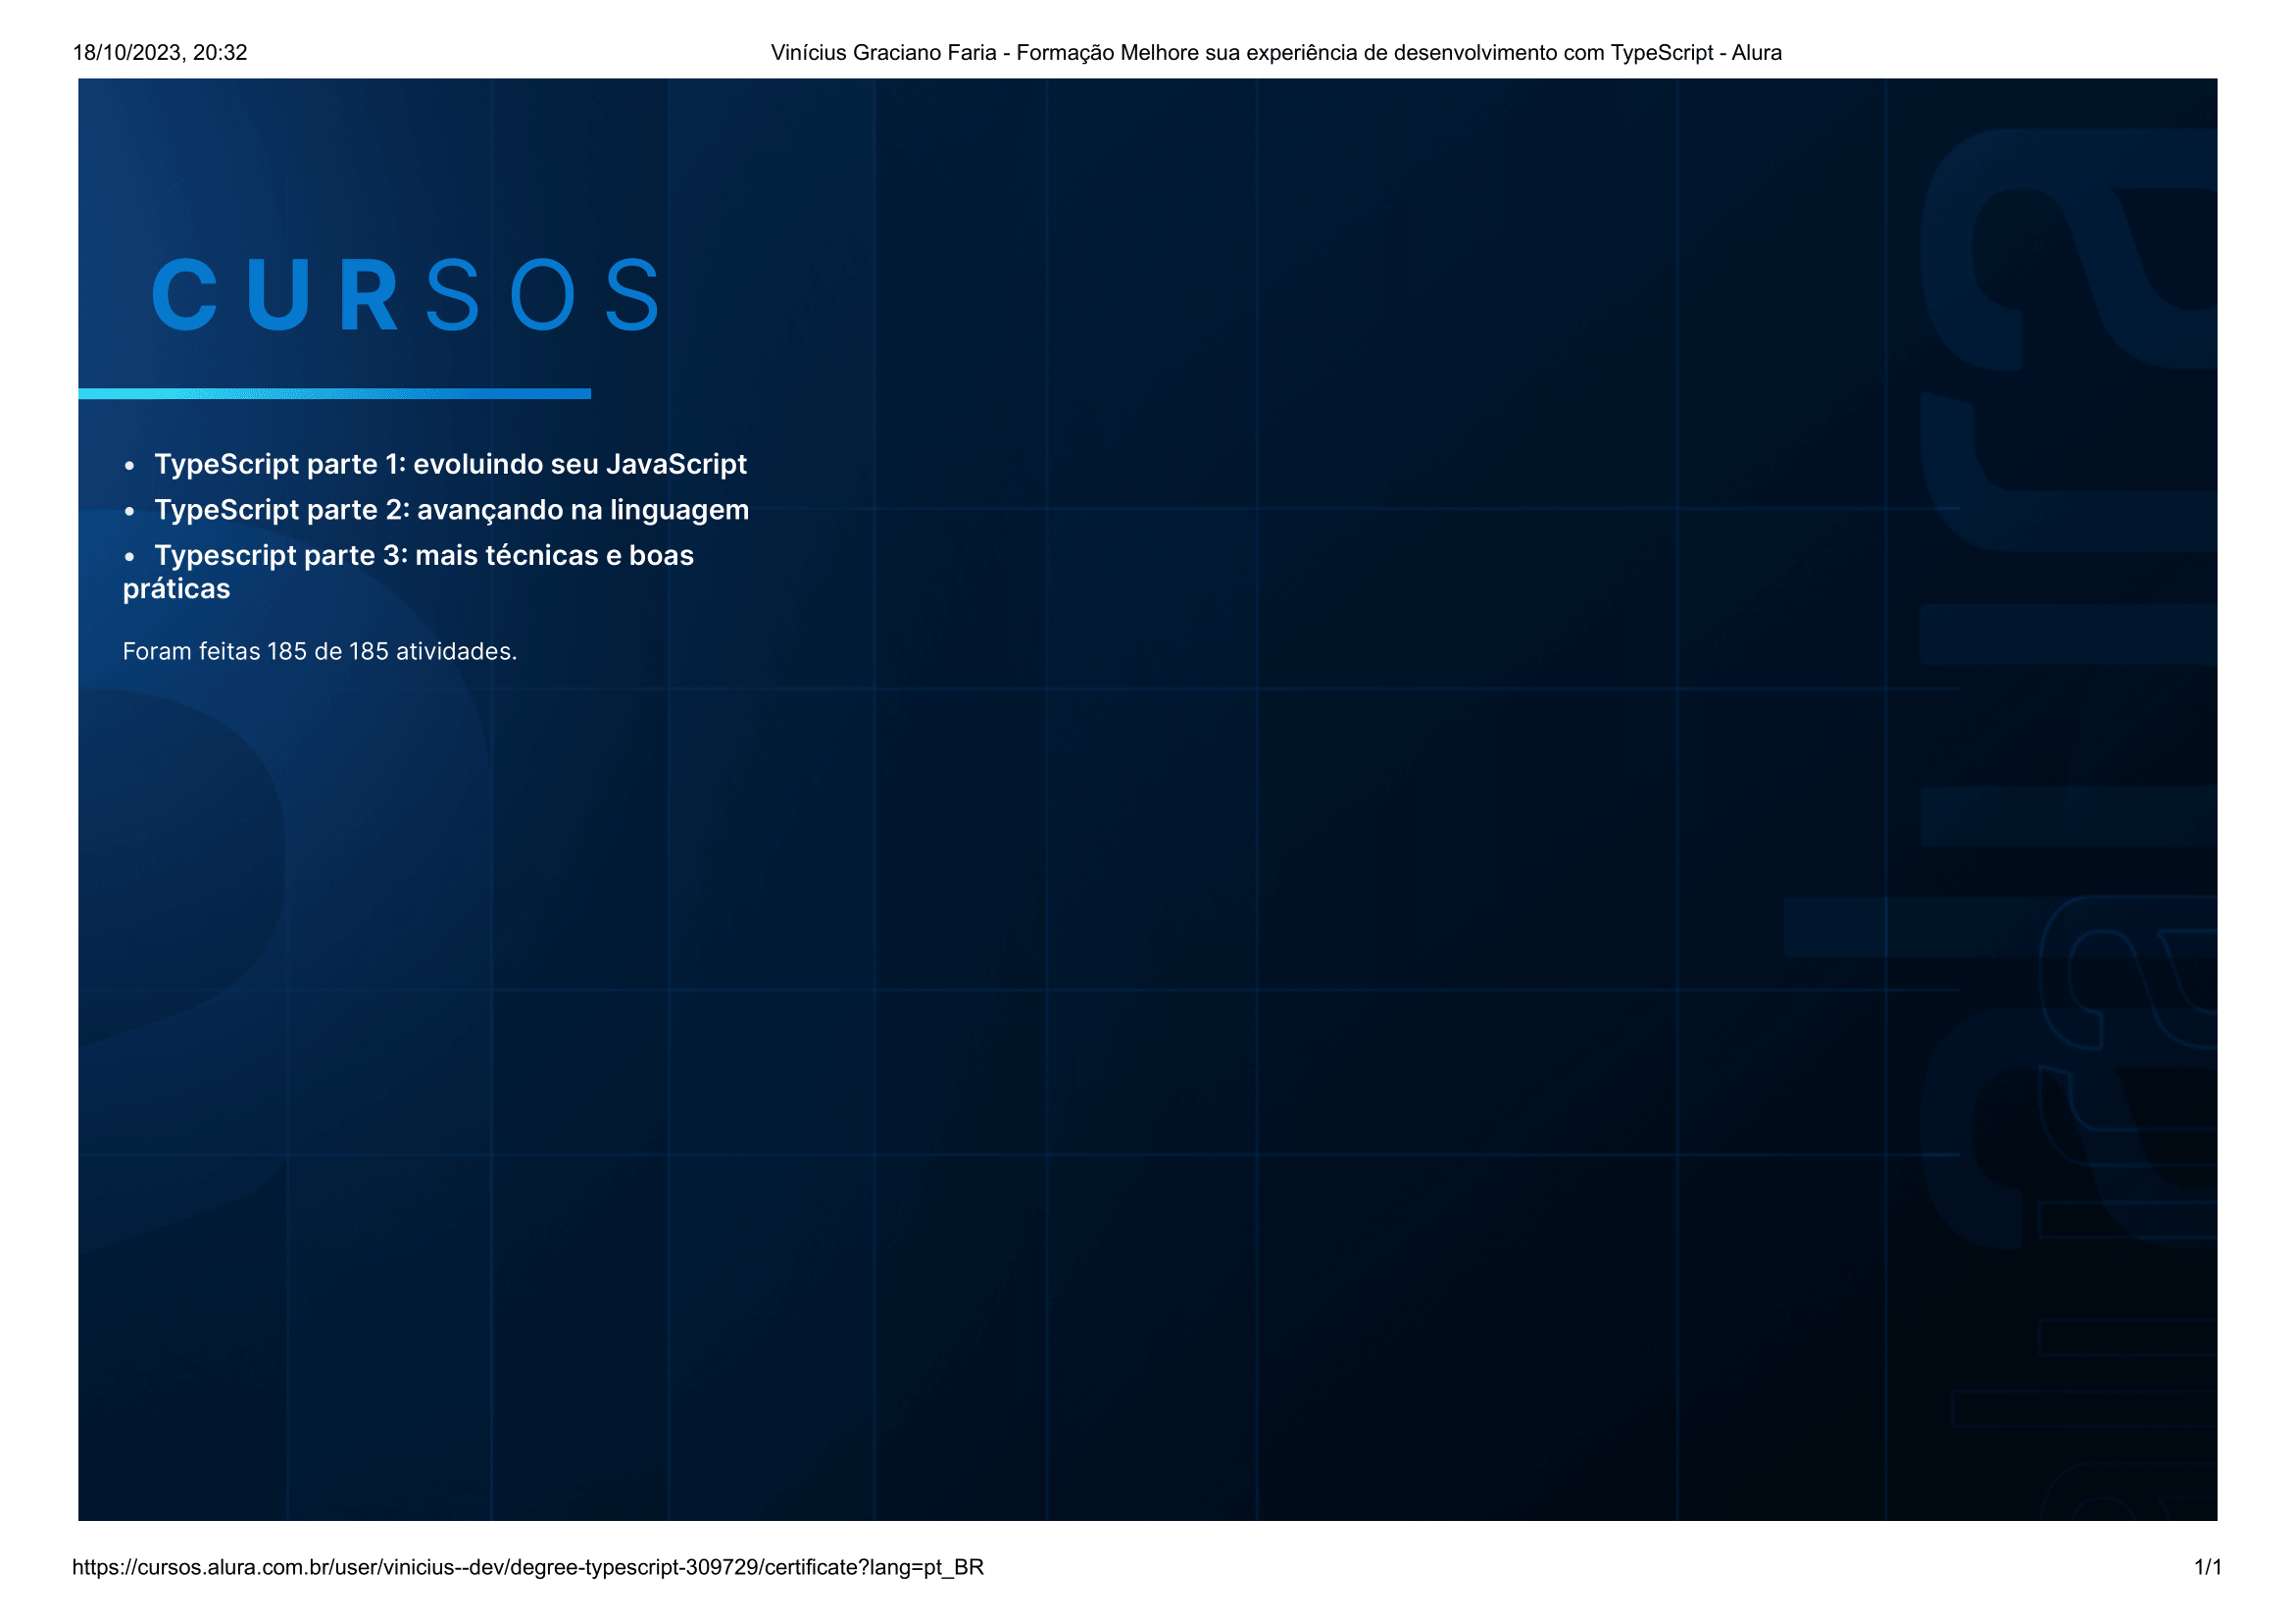 18/10/2023, 20:32
Vinícius Graciano Faria - Formação Melhore sua experiência de desenvolvimento com TypeScript - Alura
CURSOS
• TypeScript parte 1: evoluindo seu JavaScript
• TypeScript parte 2: avançando na linguagem
• Typescript parte 3: mais técnicas e boas
práticas
Foram feitas 185 de 185 atividades.
alura
alura
https://cursos.alura.com.br/user/vinicius--dev/degree-typescript-309729/certificate?lang=pt_BR
1/1